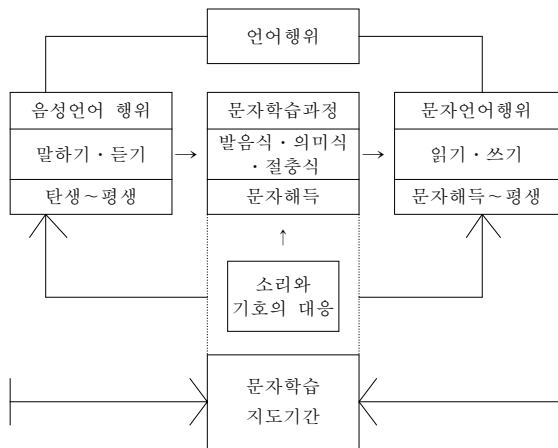 언어행위
음성언어 행위
말하기·듣기
탄생~평생
→
문자학습과정
발음식·의미식
·절충식
문자해득
→
문자언어행위
읽기·쓰기
문자해득~평생
↑
소리와
기호의 대응
문자학습
지도기간